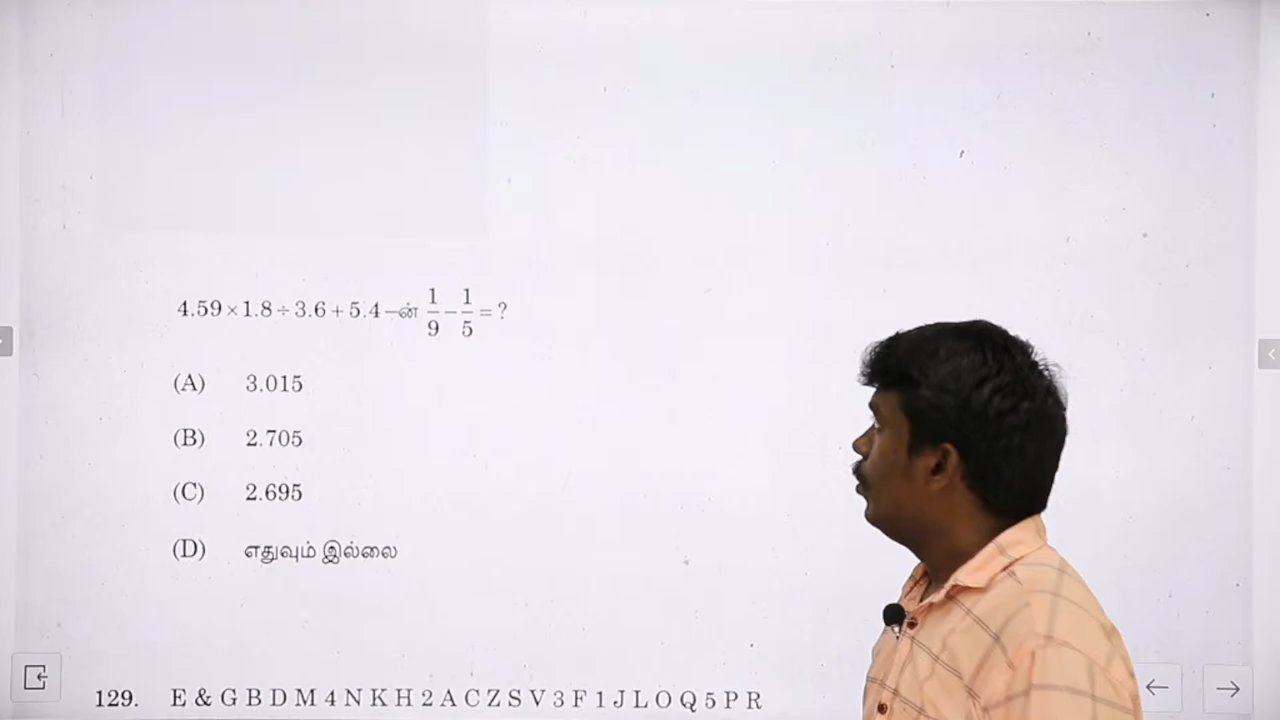 4.59×1.8÷3.6+5.4–ன் 1/9 − 1/5 = ?
(A) 3.015
(B) 2.705
(C) 2.695
(D) எதுவும் இல்லை
129. E & G B D M 4 N K H 2 A C Z S V 3 F 1 J L O Q 5 P R